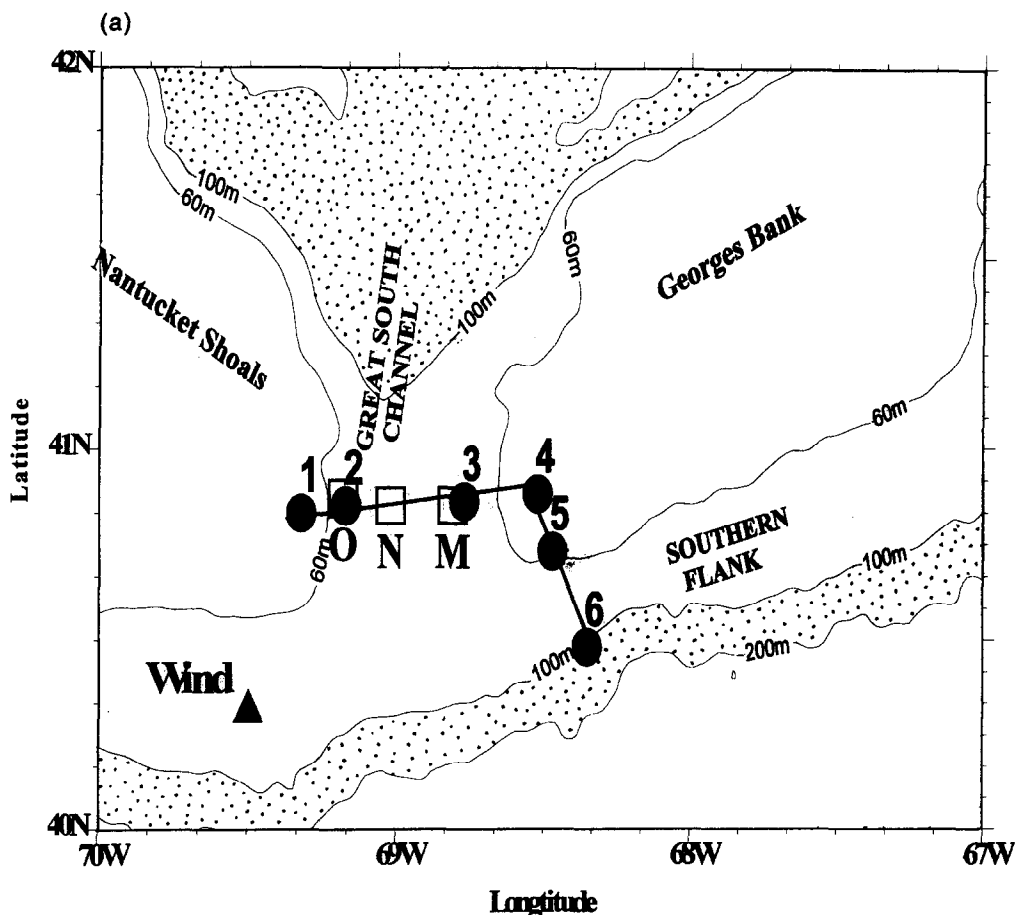 (a)
42N
100m
60m
60m
Georges Bank
Nantucket Shoals
GREAT SOUTH
CHANNEL
100m
Latitude
41N
60m
1
2
3
4
5
O
N
M
60m
SOUTHERN
FLANK
100m
6
200m
100m
Wind
40N
70W
69W
68W
67W
Longtitude